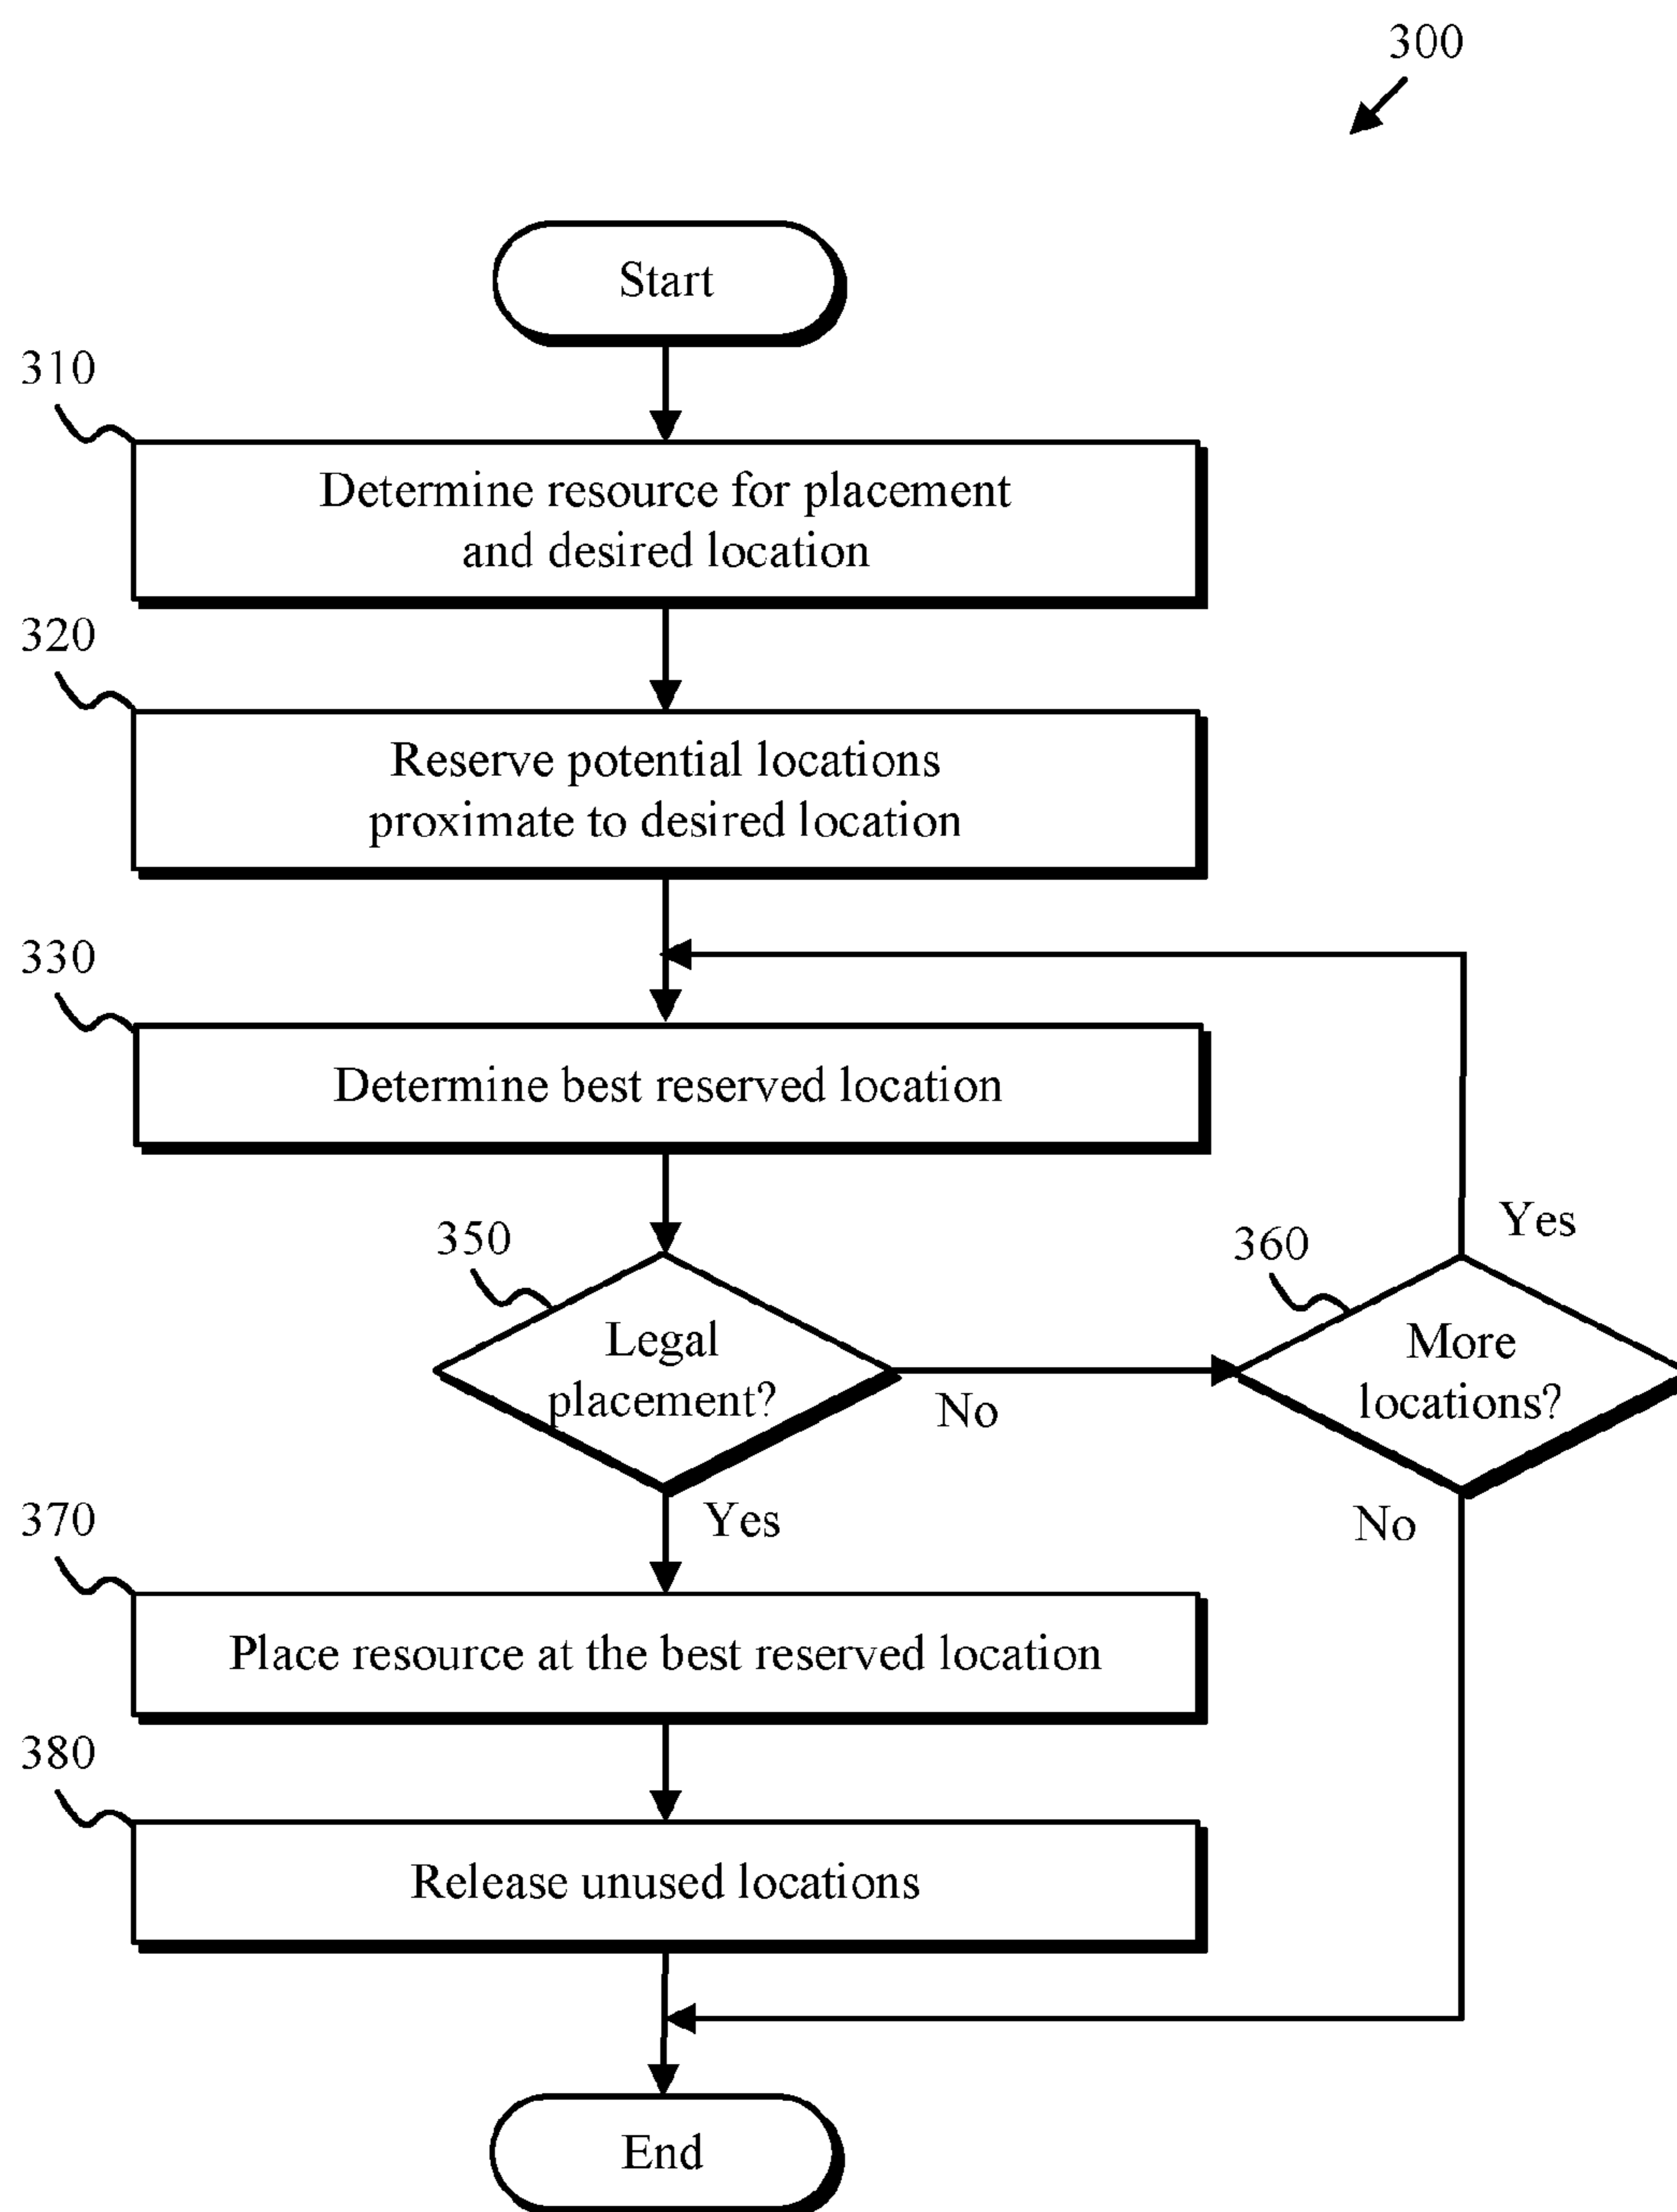 300
Start
310
Determine resource for placement
and desired location
320
Reserve potential locations
proximate to desired location
330
Determine best reserved location
350
Legal
placement?
No
Yes
360
More
locations?
Yes
No
370
Place resource at the best reserved location
380
Release unused locations
End